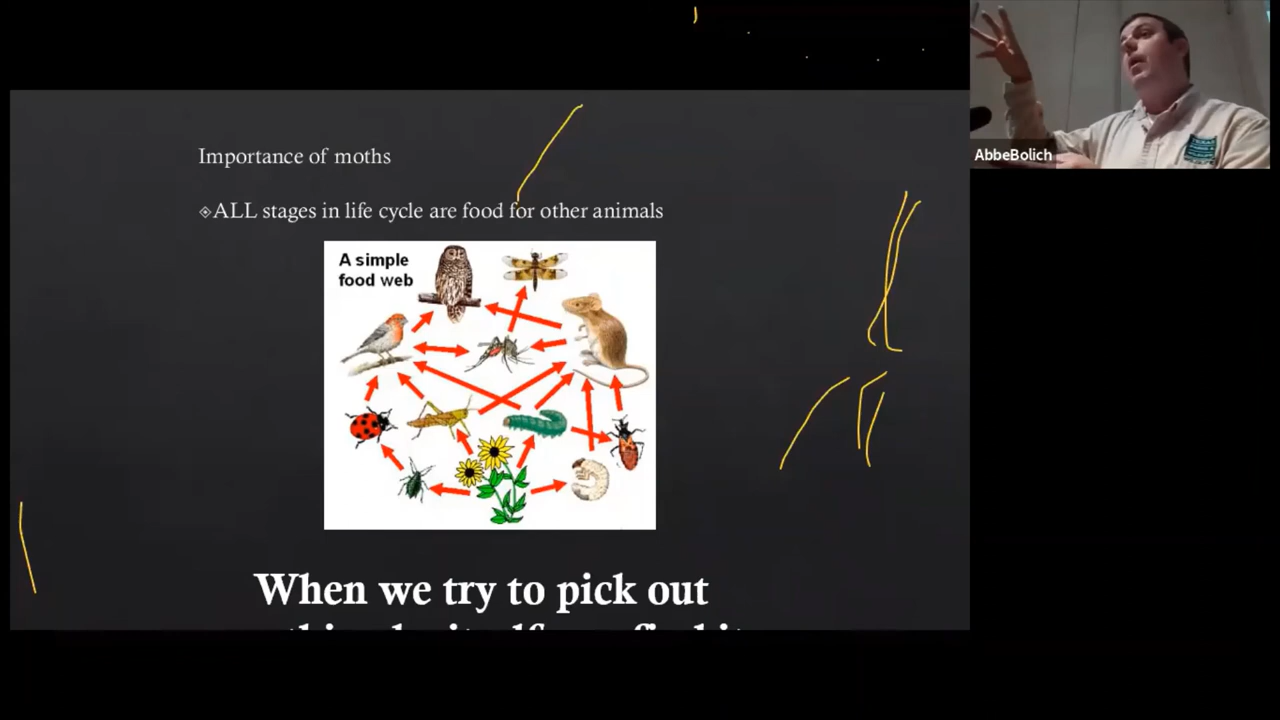 AbbeBolich
Importance of moths
ALL stages in life cycle are food for other animals
A simple
food web
When we try to pick out